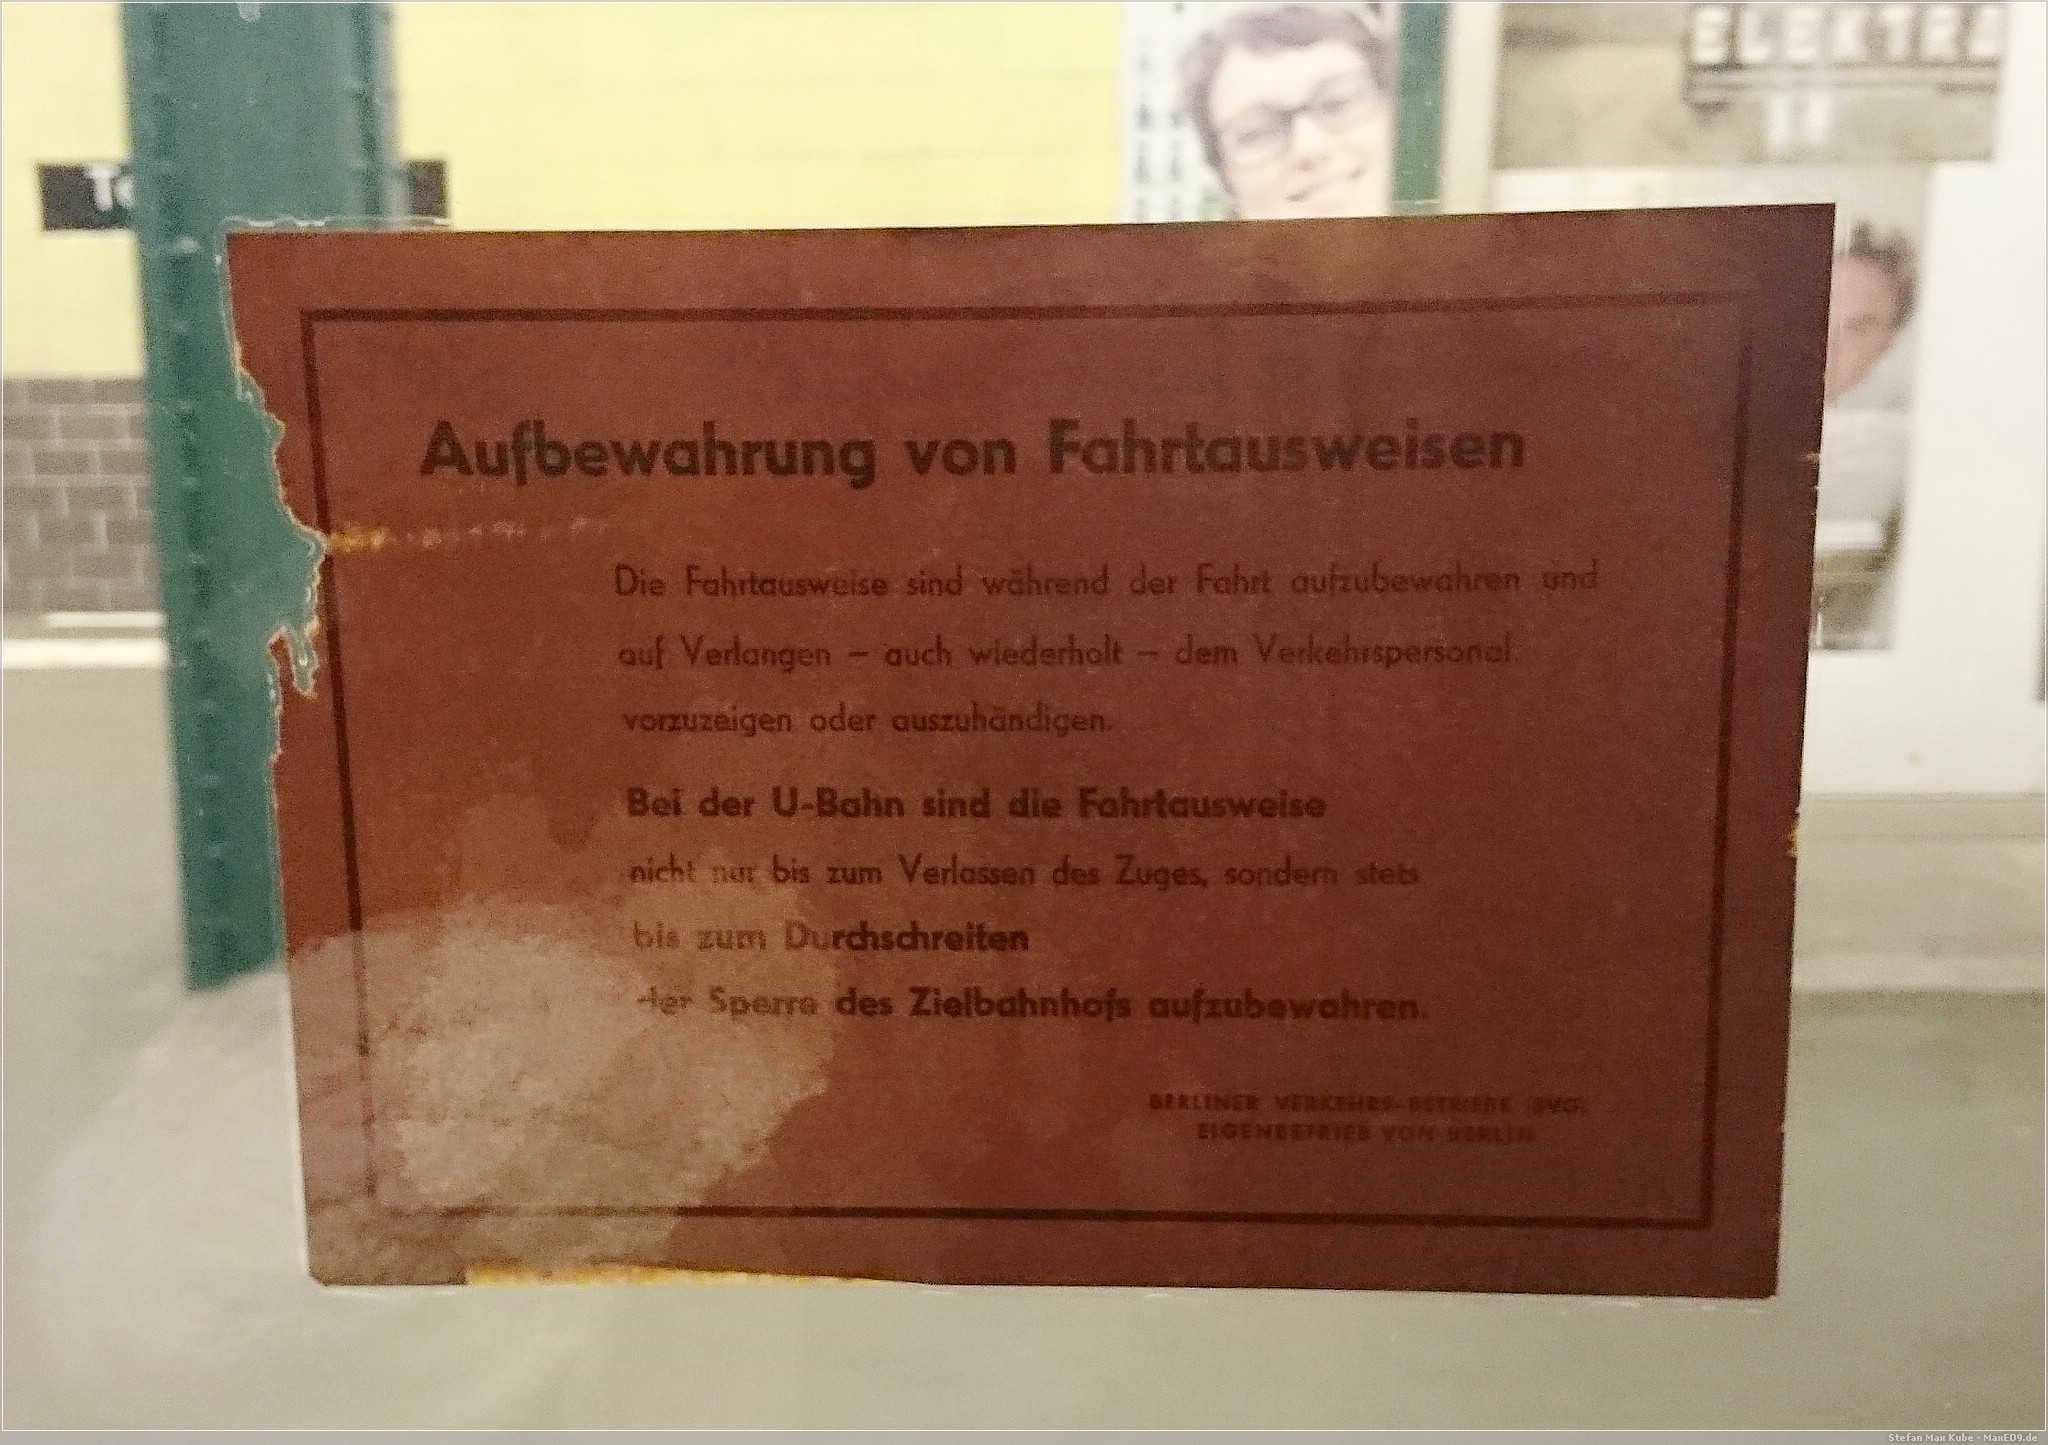 ELEKTRA
Aufbewahrung von Fahrtausweisen
Die Fahrtausweise sind während der Fahrt aufzubewahren und
auf Verlangen – auch wiederholt – dem Verkehrspersonal
vorzuzeigen oder auszuhändigen.
Bei der U-Bahn sind die Fahrtausweise
nicht nur bis zum Verlassen des Zuges, sondern stets
bis zum Durchschreiten
der Sperre des Zielbahnhofs aufzubewahren.
BERLINER VERKEHRS-BETRIEBE (BVG)
EIGENBETRIEB VON BERLIN
Stefan Max Kube - MaxED9.de